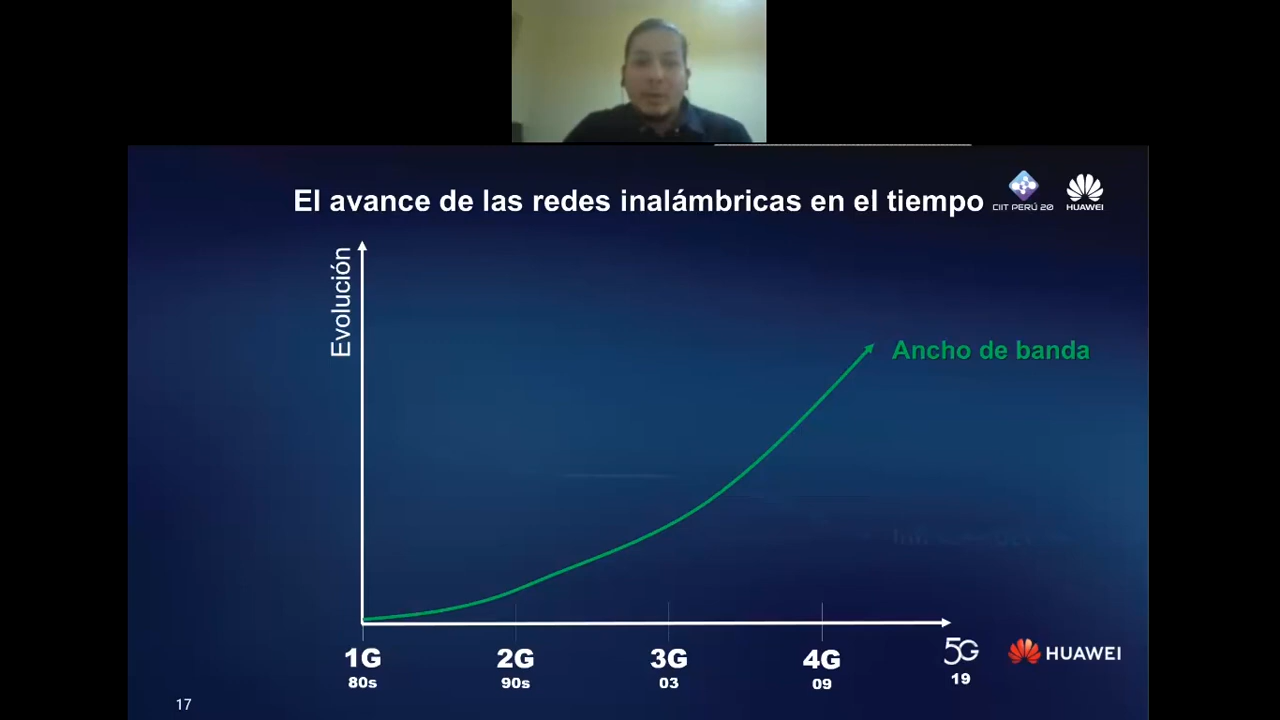 El avance de las redes inalámbricas en el tiempo
CIIT PERÚ 20
HUAWEI
Evolución
Ancho de banda
1G
80s
2G
90s
3G
03
4G
09
5G
19
HUAWEI
17